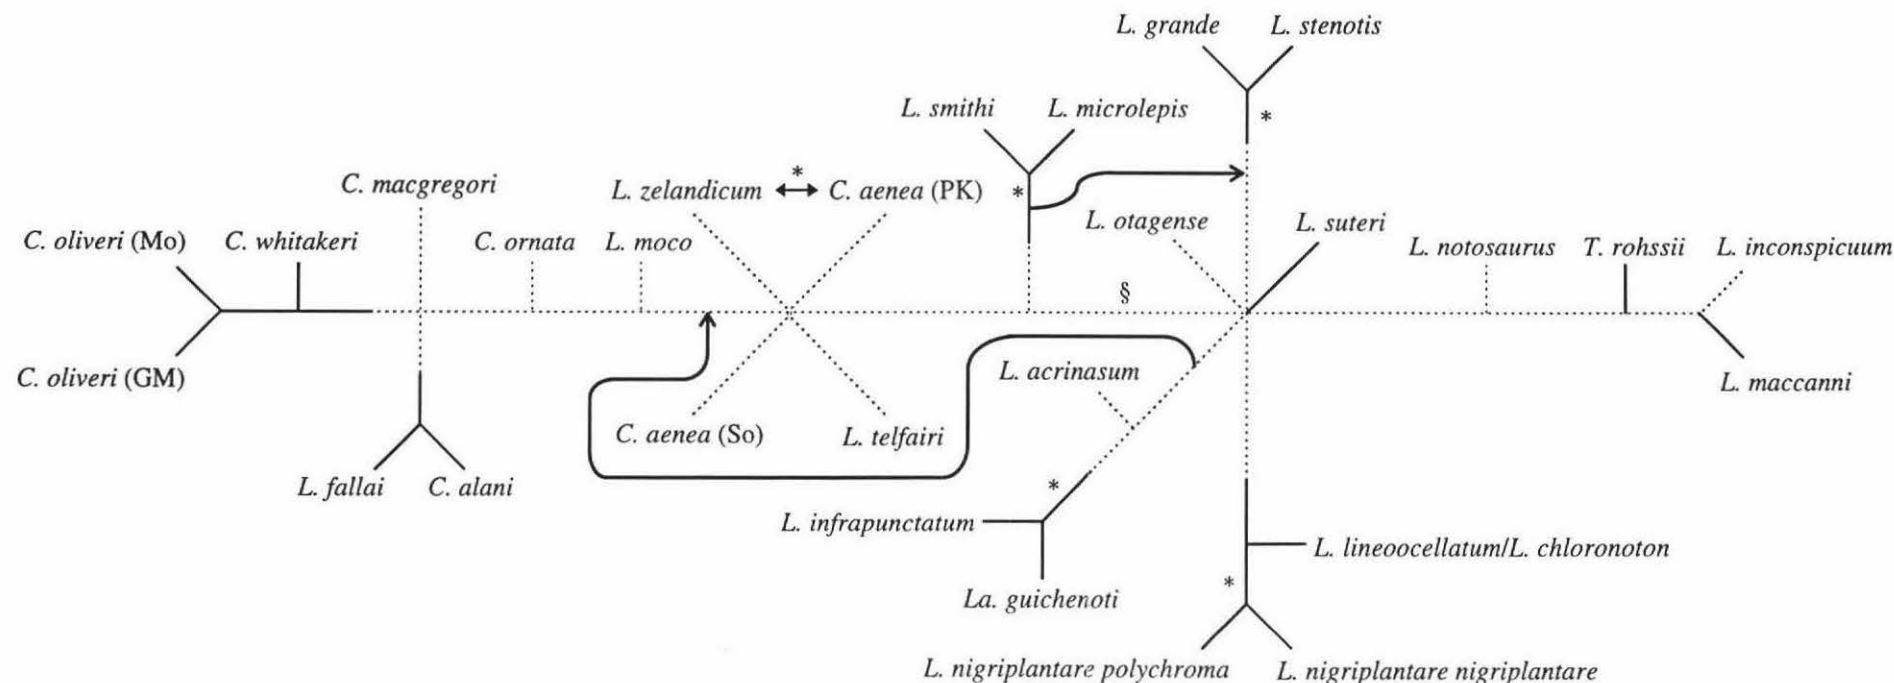 L. grande L. stenotis
L. smithi L. microlepis
*
C. macgregori L. zelandicum * C. aenea (PK) *
L. otagense L. suteri
C. oliveri (Mo) C. whitakeri C. ornata L. moco L. notosaurus T. rohssii L. inconspicuum
§
C. oliveri (GM) L. acrinasum L. maccanni
C. aenea (So) L. telfairi
L. fallai C. alani *
L. infrapunctatum
L. lineoocellatum/L. chloronoton
*
La. guichenoti
L. nigriplantare polychroma L. nigriplantare nigriplantare